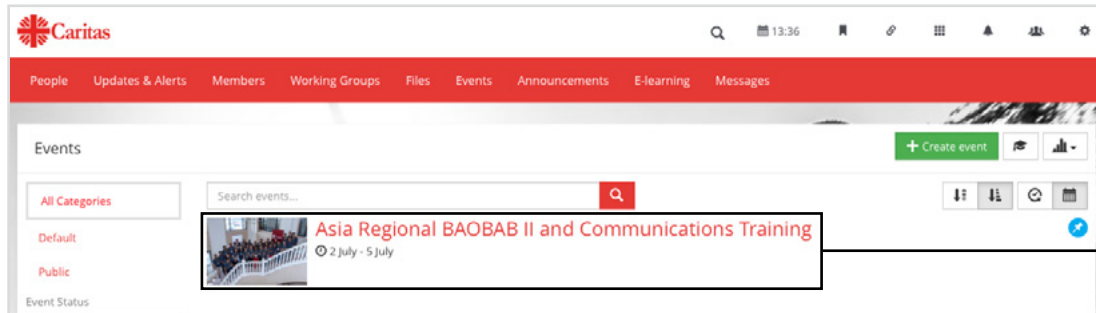 Caritas
13:36
People Updates & Alerts Members Working Groups Files Events Announcements E-learning Messages
Events
+ Create event
All Categories
Search events...
Default
Asia Regional BAOBAB II and Communications Training
2 July - 5 July
Public
Event Status